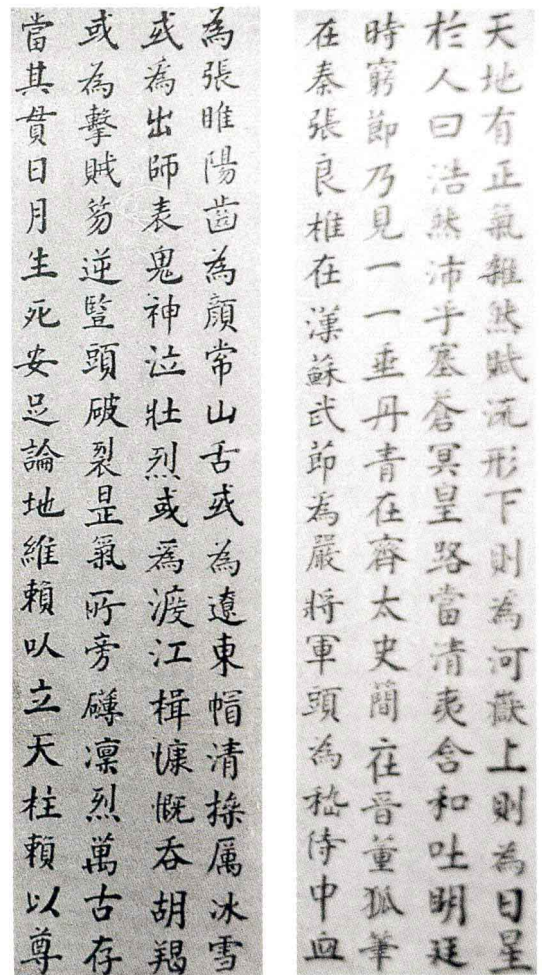 天地有正氣雜然賦流形下則為河嶽上則為日星
於人曰浩然沛乎塞蒼冥皇路當清夷含和吐明廷
時窮節乃見一一垂丹青在齊太史簡在晉董狐筆
在秦張良椎在漢蘇武節為嚴將軍頭為嵇侍中血
為張睢陽齒為顏常山舌或為遼東帽清操厲冰雪
或為出師表鬼神泣壯烈或為渡江楫慷慨吞胡羯
或為擊賊笏逆豎頭破裂是氣所旁礴凜烈萬古存
當其貫日月生死安足論地維賴以立天柱賴以尊